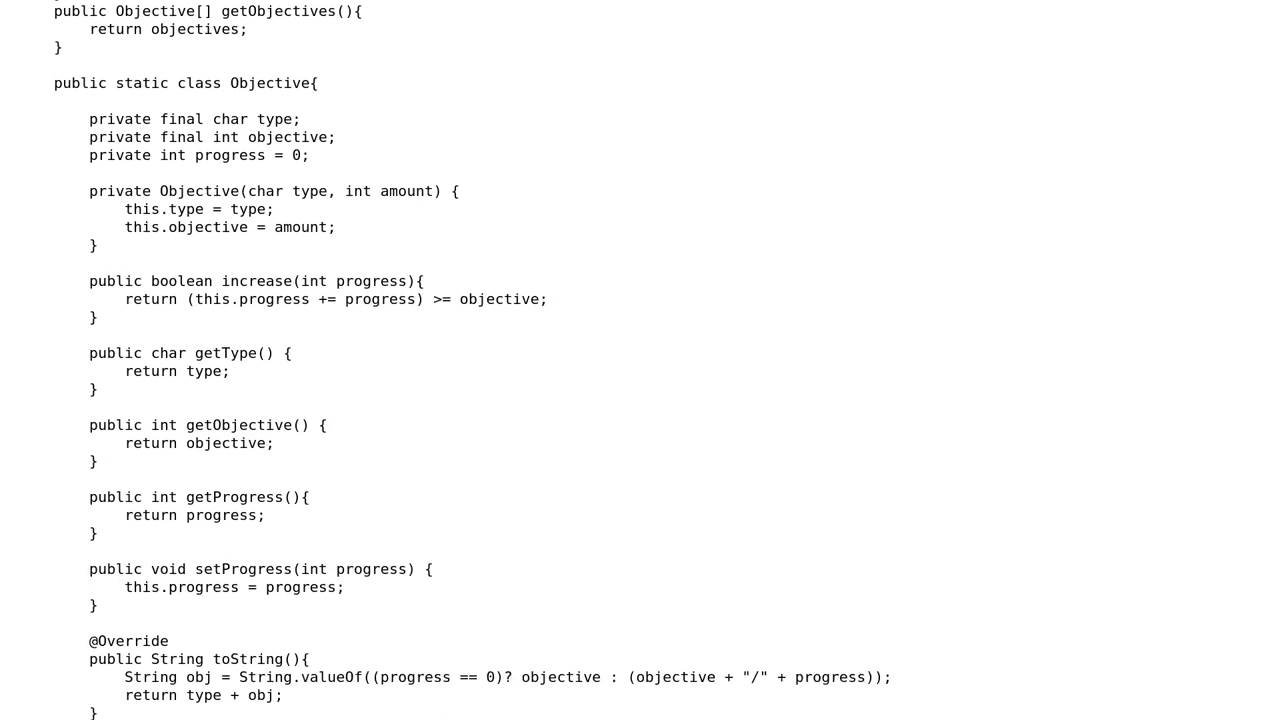 public Objective[] getObjectives(){
return objectives;
}
public static class Objective{
private final char type;
private final int objective;
private int progress = 0;
private Objective(char type, int amount) {
this.type = type;
this.objective = amount;
}
public boolean increase(int progress){
return (this.progress += progress) >= objective;
}
public char getType() {
return type;
}
public int getObjective() {
return objective;
}
public int getProgress(){
return progress;
}
public void setProgress(int progress) {
this.progress = progress;
}
@Override
public String toString(){
String obj = String.valueOf((progress == 0)? objective : (objective + "/" + progress));
return type + obj;
}